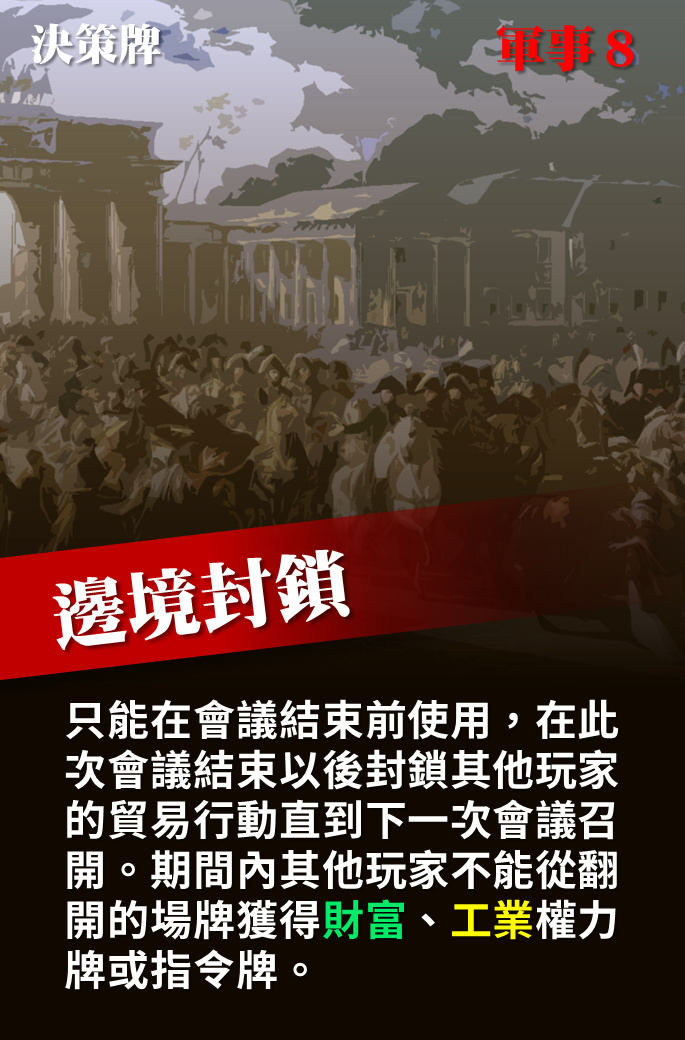 決策牌
軍事 8
邊境封鎖
只能在會議結束前使用,在此
次會議結束以後封鎖其他玩家
的貿易行動直到下一次會議召
開。期間內其他玩家不能從翻
開的場牌獲得財富、工業權力
牌或指令牌。